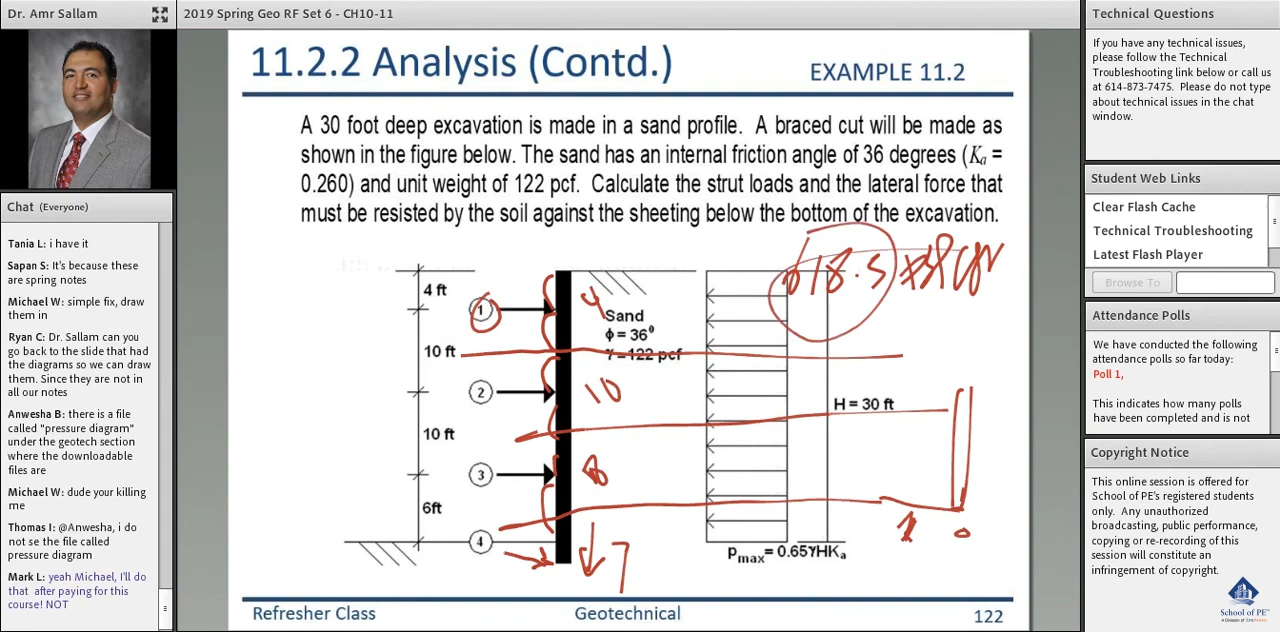 Dr. Amr Sallam
2019 Spring Geo RF Set 6 - CH10-11
Technical Questions
If you have any technical issues,
please follow the Technical
Troubleshooting link below or call us
at 614-873-7475. Please do not type
about technical issues in the chat
window.
Student Web Links
Clear Flash Cache
Technical Troubleshooting
Latest Flash Player
Browse To
Attendance Polls
We have conducted the following
attendance polls so far today:
Poll 1,
This indicates how many polls
have been completed and is not
Copyright Notice
This online session is offered for
School of PE's registered students
only. Any unauthorized
broadcasting, public performance,
copying or re-recording of this
session will constitute an
infringement of copyright.
School of PE
Chat (Everyone)
Tania L: i have it
Sapan S: It's because these
are spring notes
Michael W: simple fix, draw
them in
Ryan C: Dr. Sallam can you
go back to the slide that had
the diagrams so we can draw
them. Since they are not in
all our notes
Anwesha B: there is a file
called "pressure diagram"
under the geotech section
where the downloadable
files are
Michael W: dude your killing
me
Thomas I: @Anwesha, i do
not se the file called
pressure diagram
Mark L: yeah Michael, I'll do
that after paying for this
course! NOT
11.2.2 Analysis (Contd.)
EXAMPLE 11.2
A 30 foot deep excavation is made in a sand profile. A braced cut will be made as
shown in the figure below. The sand has an internal friction angle of 36 degrees (Ka =
0.260) and unit weight of 122 pcf. Calculate the strut loads and the lateral force that
must be resisted by the soil against the sheeting below the bottom of the excavation.
618.5
4 ft
1
4
Sand
ϕ = 36⁰
γ = 122 pcf
10 ft
2
10
H = 30 ft
10 ft
3
8
6ft
4
7
pmax = 0.65γHKa
Refresher Class
Geotechnical
122